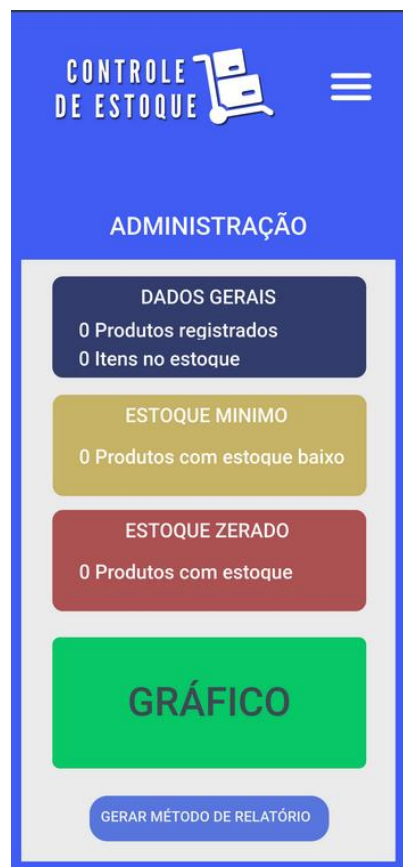 CONTROLE
DE ESTOQUE
ADMINISTRAÇÃO
DADOS GERAIS
0 Produtos registrados
0 Itens no estoque
ESTOQUE MINIMO
0 Produtos com estoque baixo
ESTOQUE ZERADO
0 Produtos com estoque
GRÁFICO
GERAR MÉTODO DE RELATÓRIO